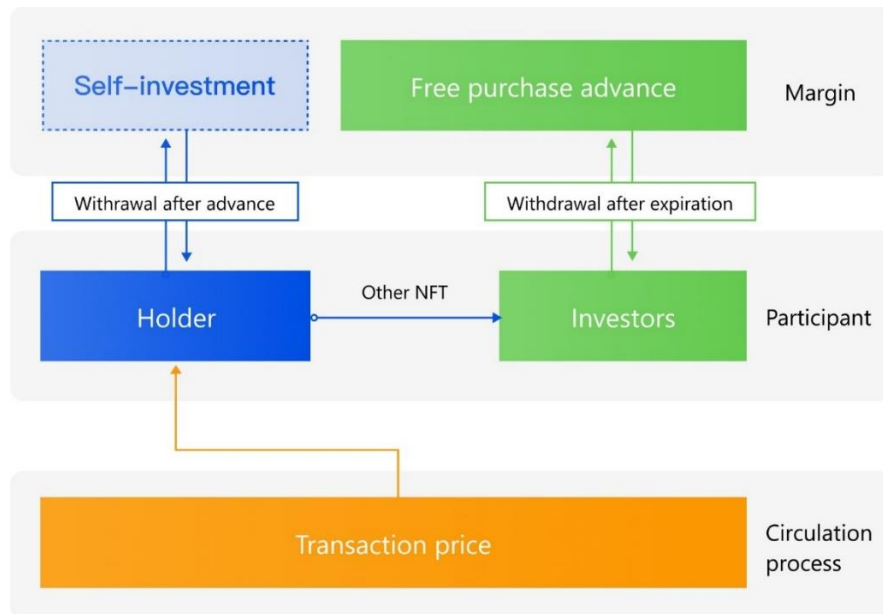 Self-investment
Free purchase advance
Margin
Withrawal after advance
Withdrawal after expiration
Holder
Other NFT
Investors
Participant
Transaction price
Circulation
process